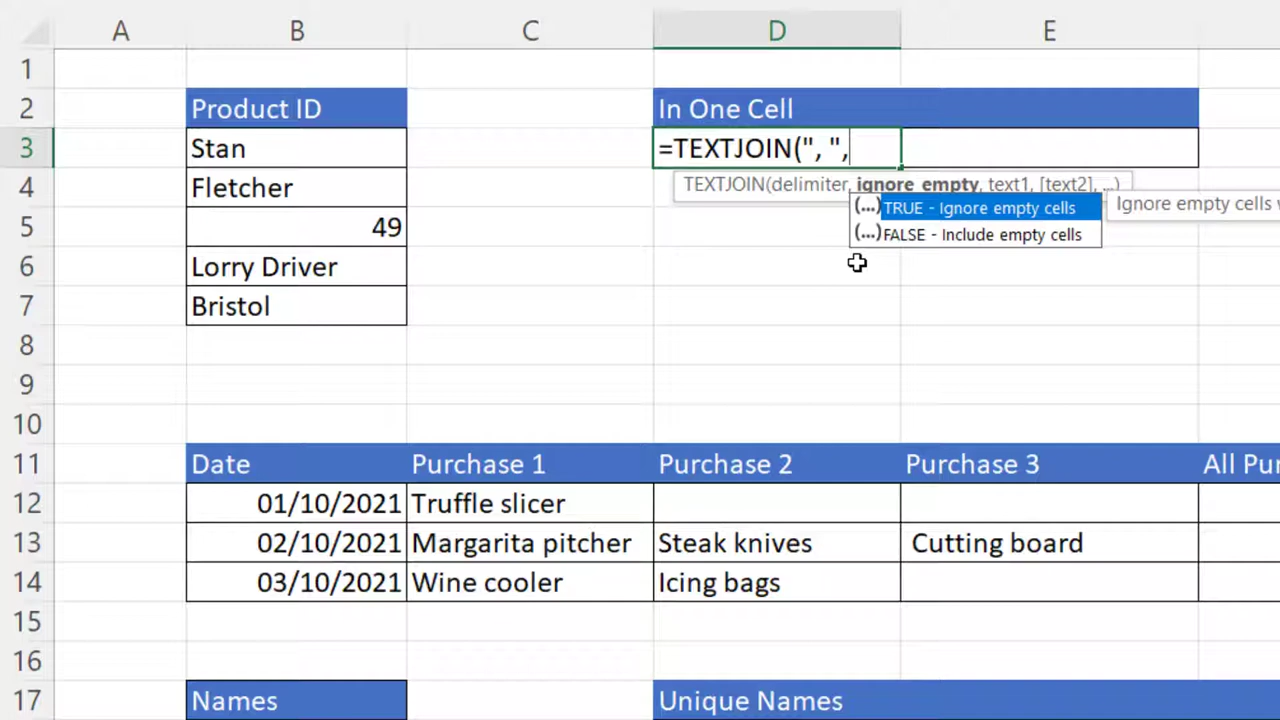 A B C D E
1
2 Product ID In One Cell
3 Stan =TEXTJOIN(", ",
TEXTJOIN(delimiter, ignore_empty, text1, [text2], ...)
4 Fletcher
(...) TRUE - Ignore empty cells Ignore empty cells
5 49 (...) FALSE - Include empty cells
6 Lorry Driver
7 Bristol
8
9
10
11 Date Purchase 1 Purchase 2 Purchase 3 All Pur
12 01/10/2021 Truffle slicer
13 02/10/2021 Margarita pitcher Steak knives Cutting board
14 03/10/2021 Wine cooler Icing bags
15
16
17 Names Unique Names